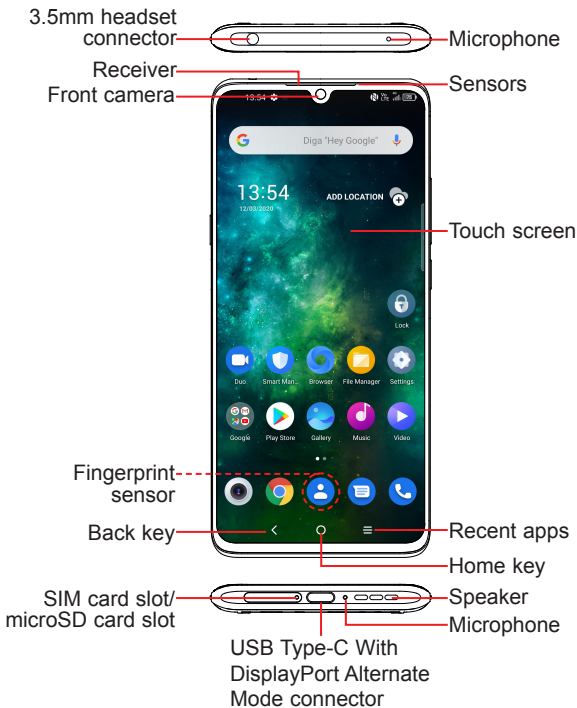 3.5mm headset
connector
Microphone
Receiver
Sensors
Front camera
13:54
Diga "Hey Google"
13:54
12/03/2020
ADD LOCATION
Touch screen
Lock
Duo
Smart Man...
Browser
File Manager
Settings
Google
Play Store
Gallery
Music
Video
Fingerprint
sensor
Back key
Recent apps
Home key
SIM card slot/
microSD card slot
Speaker
Microphone
USB Type-C With
DisplayPort Alternate
Mode connector